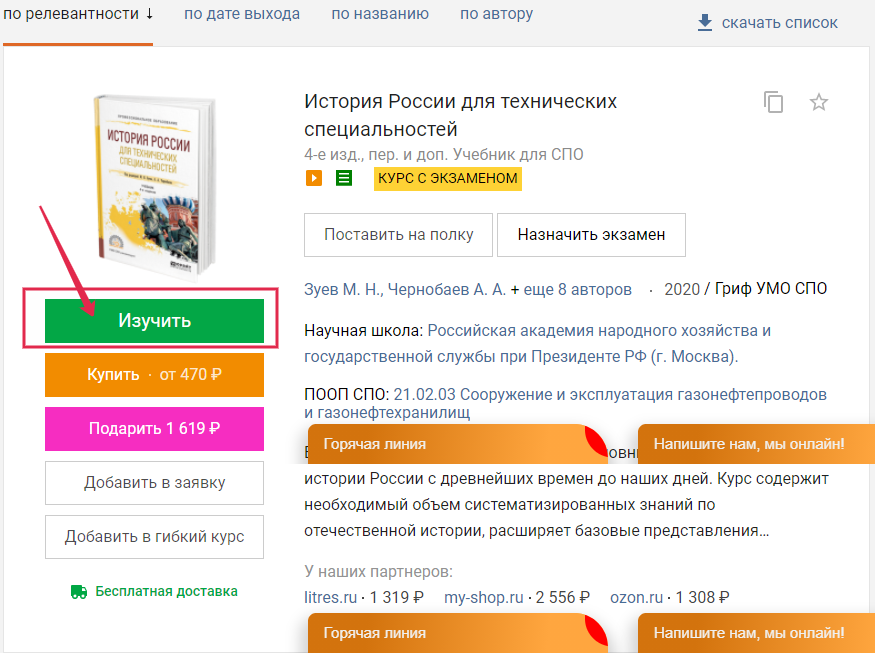 по релевантности ↓ по дате выхода по названию по автору скачать список
ИСТОРИЯ РОССИИ
ДЛЯ ТЕХНИЧЕСКИХ
СПЕЦИАЛЬНОСТЕЙ
История России для технических
специальностей
4-е изд., пер. и доп. Учебник для СПО
КУРС С ЭКЗАМЕНОМ
Поставить на полку Назначить экзамен
Изучить
Купить · от 470 ₽
Подарить 1 619 ₽
Добавить в заявку
Добавить в гибкий курс
Бесплатная доставка
Зуев М. Н., Чернобаев А. А. + еще 8 авторов · 2020 / Гриф УМО СПО
Научная школа: Российская академия народного хозяйства и
государственной службы при Президенте РФ (г. Москва).
ПООП СПО: 21.02.03 Сооружение и эксплуатация газонефтепроводов
и газонефтехранилищ
Горячая линия Напишите нам, мы онлайн!
истории России с древнейших времен до наших дней. Курс содержит
необходимый объем систематизированных знаний по
отечественной истории, расширяет базовые представления…
У наших партнеров:
litres.ru · 1 319 ₽ my-shop.ru · 2 556 ₽ ozon.ru · 1 308 ₽
Горячая линия Напишите нам, мы онлайн!